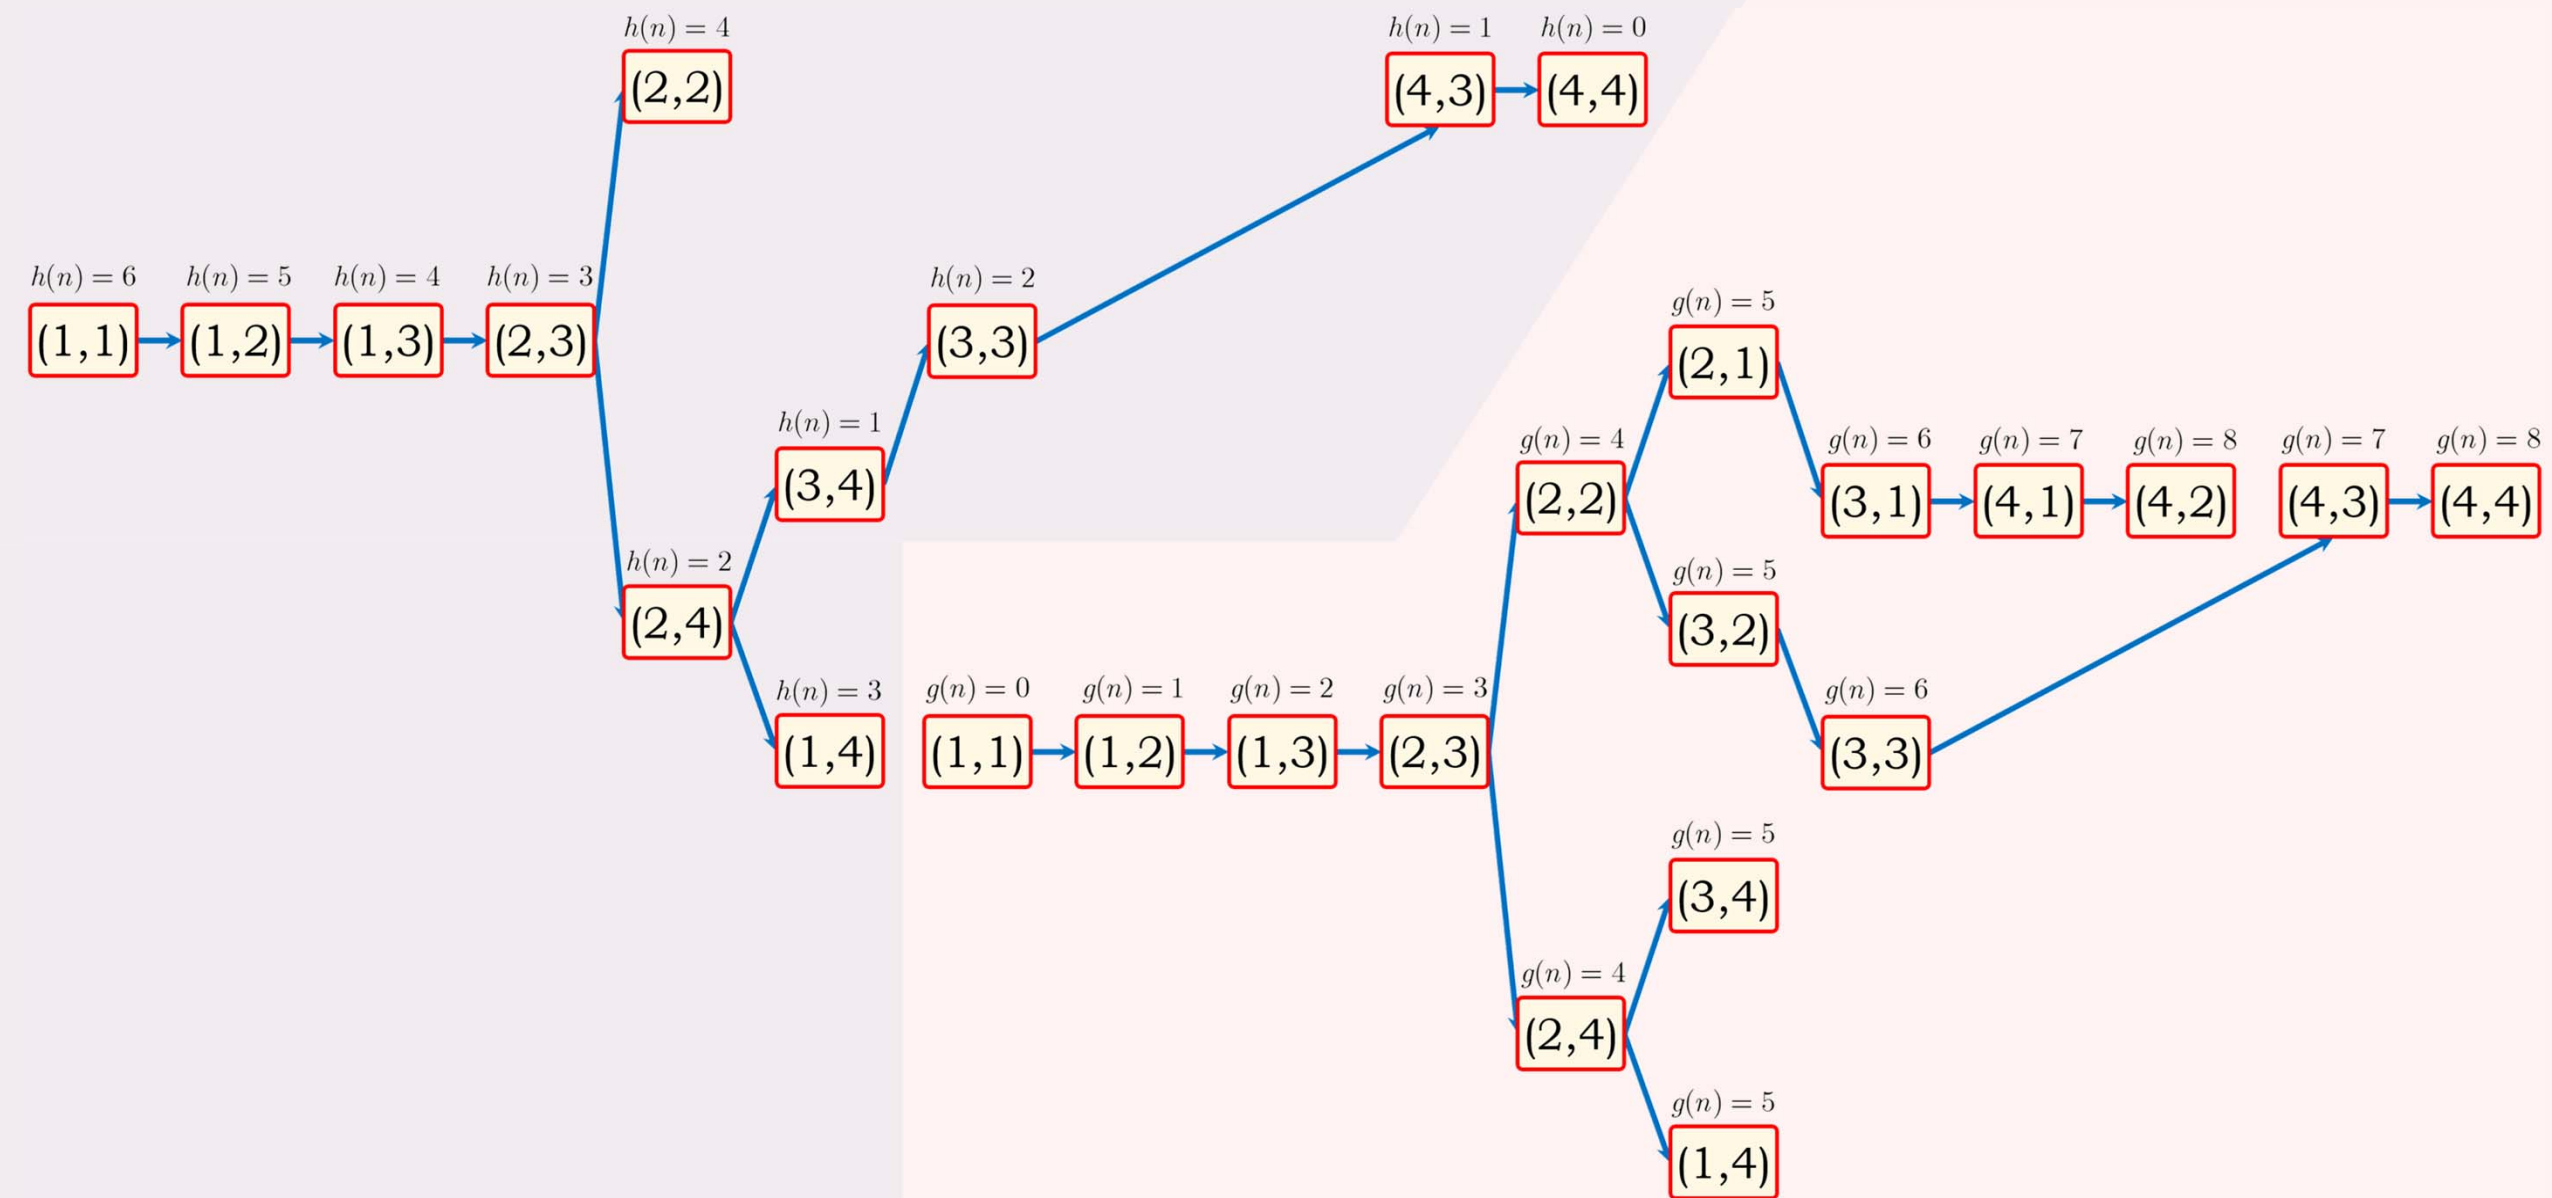 h(n) = 4
(2,2)
h(n) = 1 h(n) = 0
(4,3) (4,4)
h(n) = 6 h(n) = 5 h(n) = 4 h(n) = 3
(1,1) (1,2) (1,3) (2,3)
h(n) = 2
(3,3)
h(n) = 1
(3,4)
h(n) = 2
(2,4)
h(n) = 3
(1,4)
g(n) = 0 g(n) = 1 g(n) = 2 g(n) = 3
(1,1) (1,2) (1,3) (2,3)
g(n) = 4
(2,2)
g(n) = 5
(2,1)
g(n) = 6 g(n) = 7 g(n) = 8 g(n) = 7 g(n) = 8
(3,1) (4,1) (4,2) (4,3) (4,4)
g(n) = 5
(3,2)
g(n) = 6
(3,3)
g(n) = 5
(3,4)
g(n) = 4
(2,4)
g(n) = 5
(1,4)